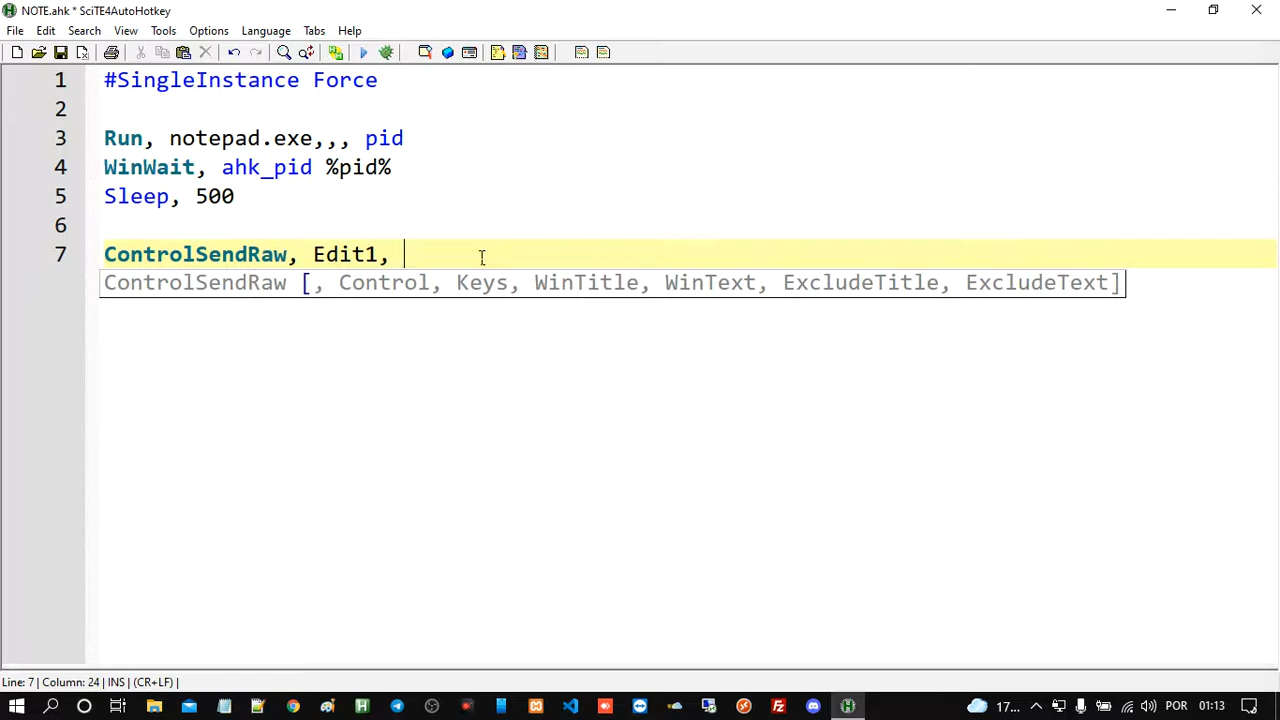 NOTE.ahk * SciTE4AutoHotkey
File Edit Search View Tools Options Language Tabs Help
1 #SingleInstance Force
2
3 Run, notepad.exe,,, pid
4 WinWait, ahk_pid %pid%
5 Sleep, 500
6
7 ControlSendRaw, Edit1,
ControlSendRaw [, Control, Keys, WinTitle, WinText, ExcludeTitle, ExcludeText]
Line: 7 | Column: 24 | INS | (CR+LF) |
17... POR 01:13